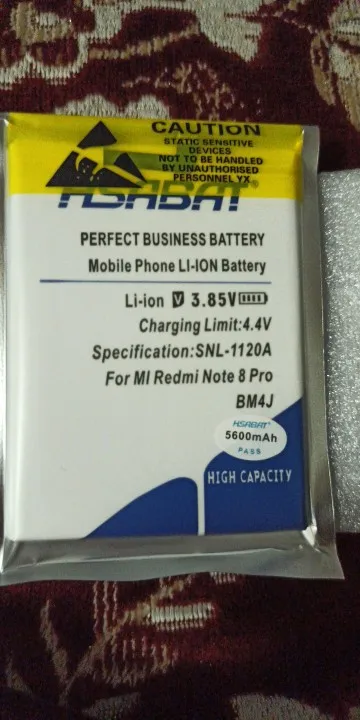 CAUTION
STATIC SENSITIVE
DEVICES
NOT TO BE HANDLED
BY UNAUTHORISED
PERSONNEL YX
HSABAT®
PERFECT BUSINESS BATTERY
Mobile Phone LI-ION Battery
Li-ion V 3.85V
Charging Limit:4.4V
Specification:SNL-1120A
For MI Redmi Note 8 Pro
BM4J
HSABAT®
5600mAh
PASS
HIGH CAPACITY